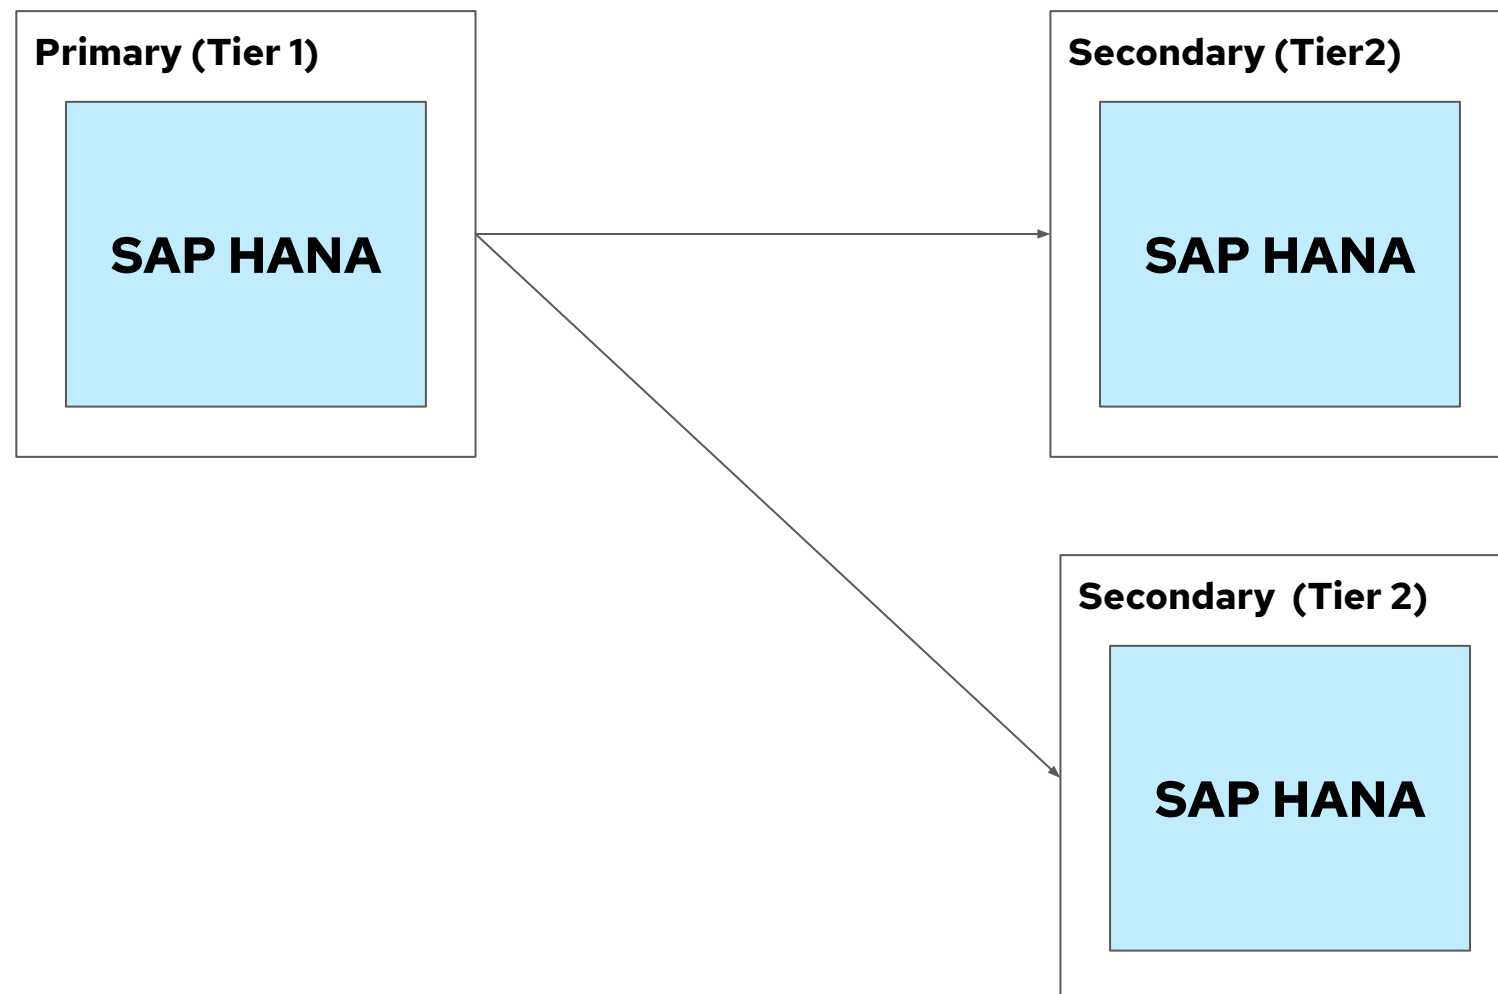 Primary (Tier 1)
SAP HANA
Secondary (Tier2)
SAP HANA
Secondary  (Tier 2)
SAP HANA